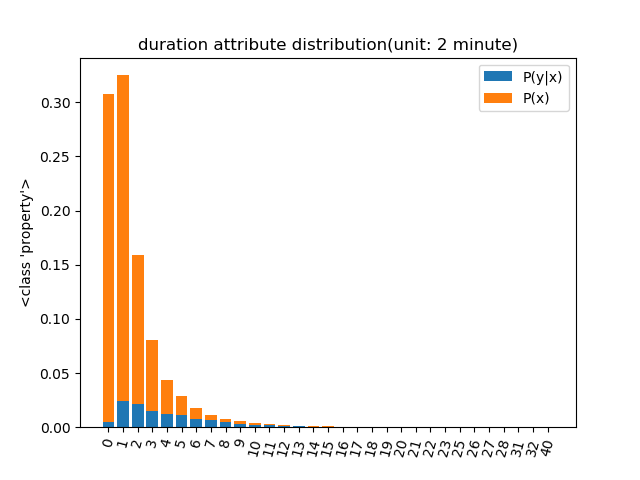 duration attribute distribution(unit: 2 minute)
P(y|x)
P(x)
<class 'property'>
0.30
0.25
0.20
0.15
0.10
0.05
0.00
0 1 2 3 4 5 6 7 8 9 10 11 12 13 14 15 16 17 18 19 20 21 22 23 25 26 27 28 31 32 40